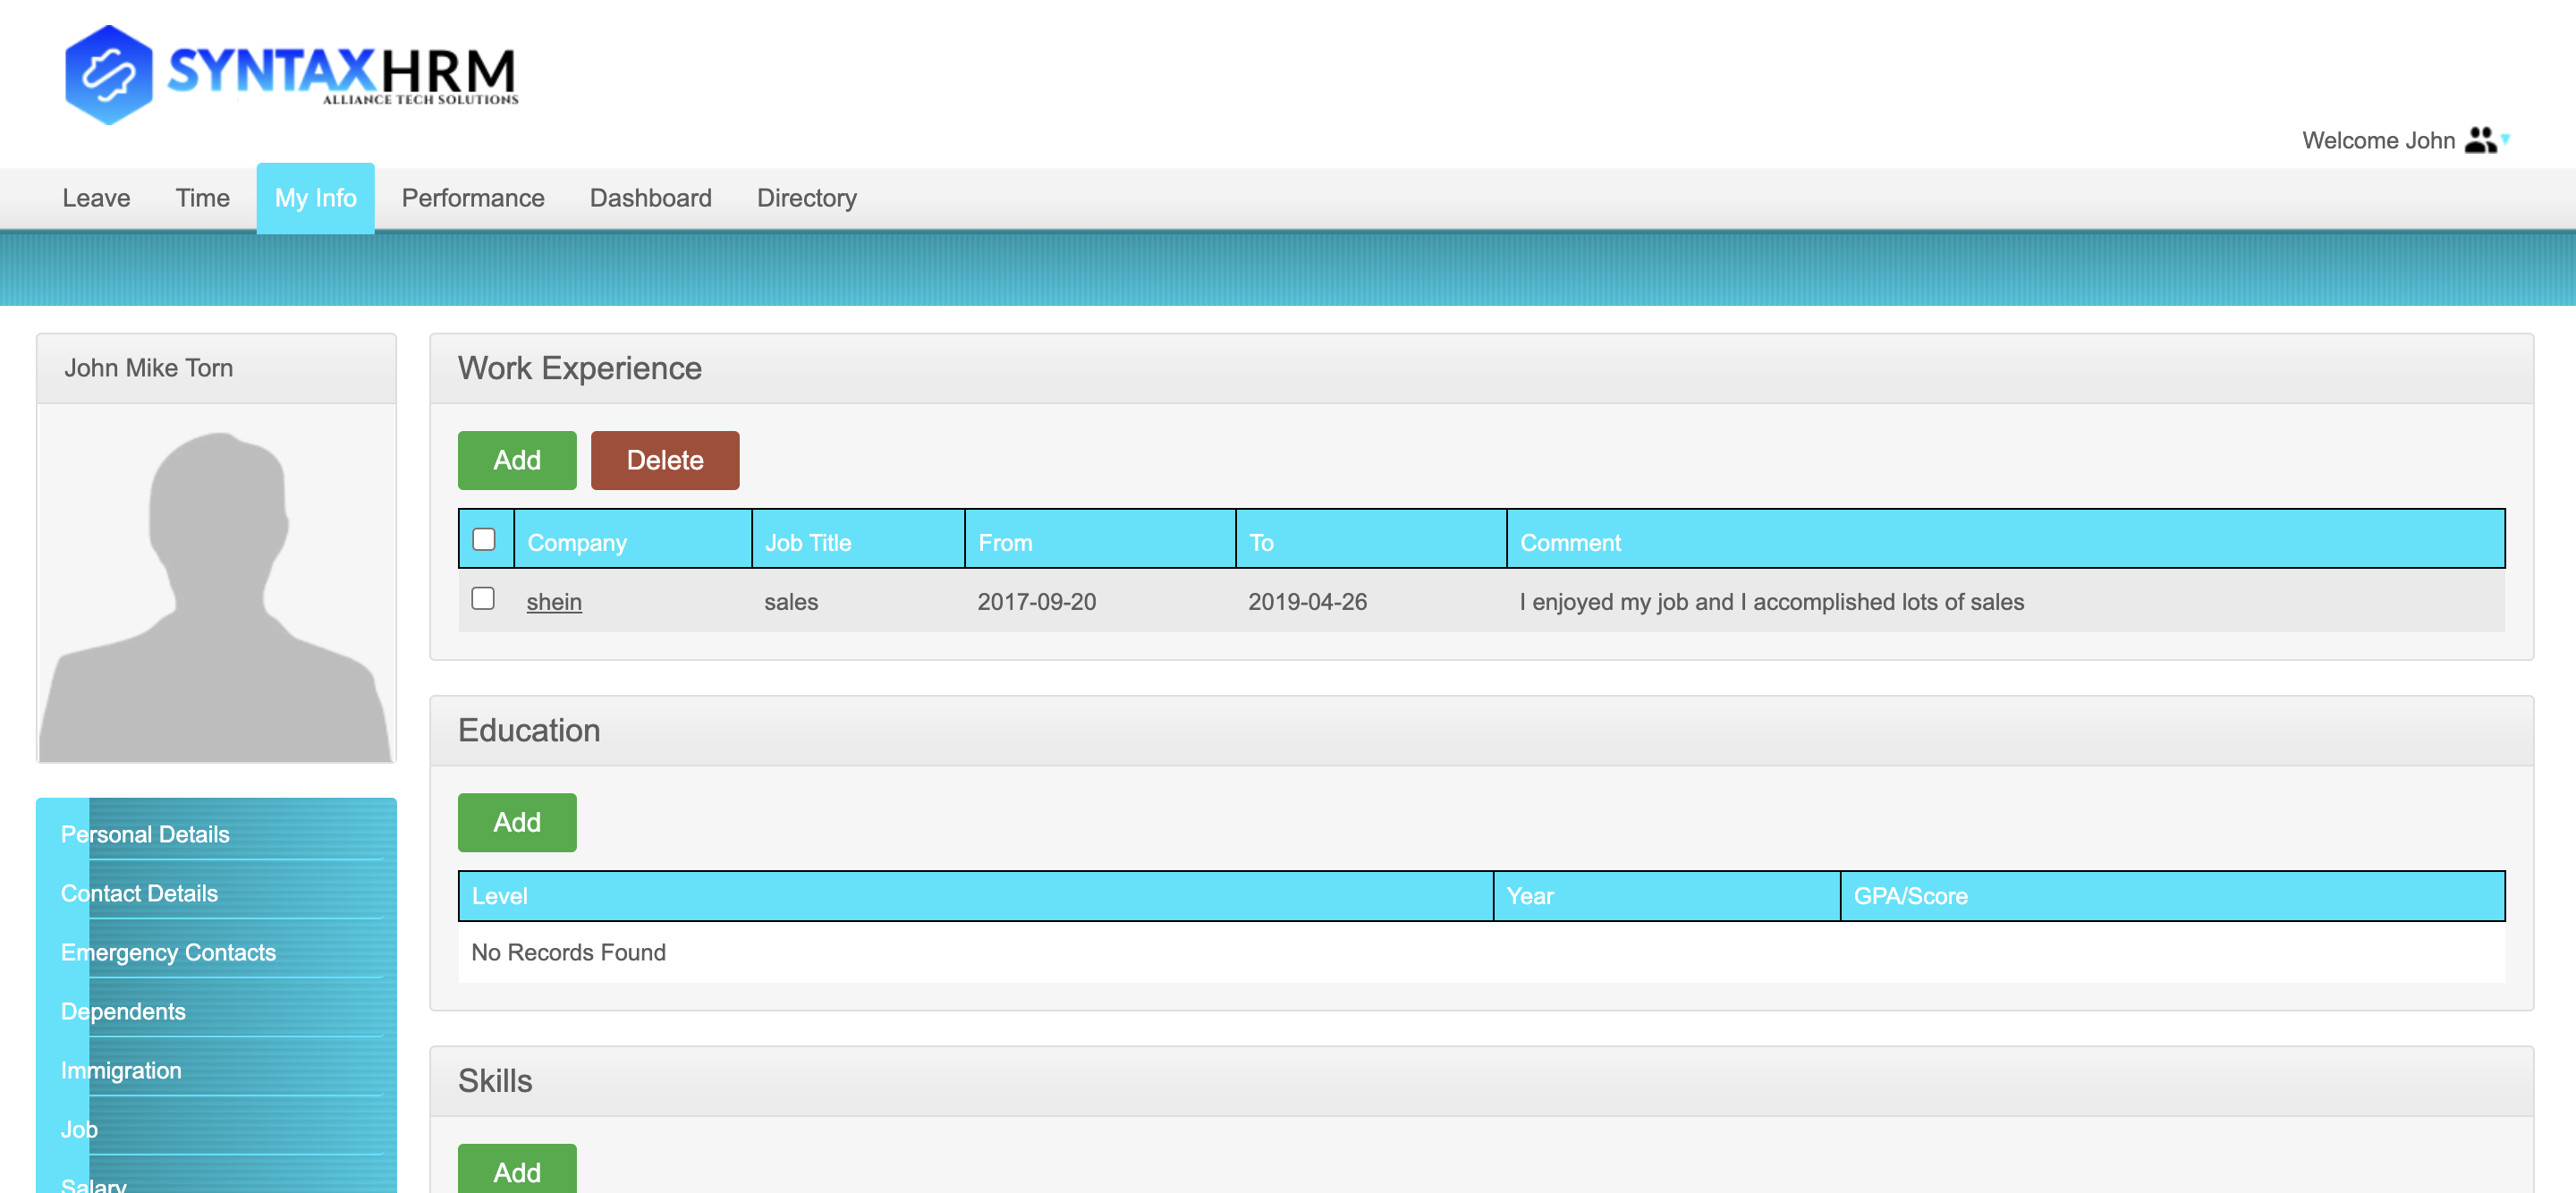 SYNTAXHRM
ALLIANCE TECH SOLUTIONS
Welcome John
Leave Time My Info Performance Dashboard Directory
John Mike Torn
Work Experience
Add Delete
Company Job Title From To Comment
shein sales 2017-09-20 2019-04-26 I enjoyed my job and I accomplished lots of sales
Education
Add
Level Year GPA/Score
No Records Found
Skills
Add
Personal Details
Contact Details
Emergency Contacts
Dependents
Immigration
Job
Salary